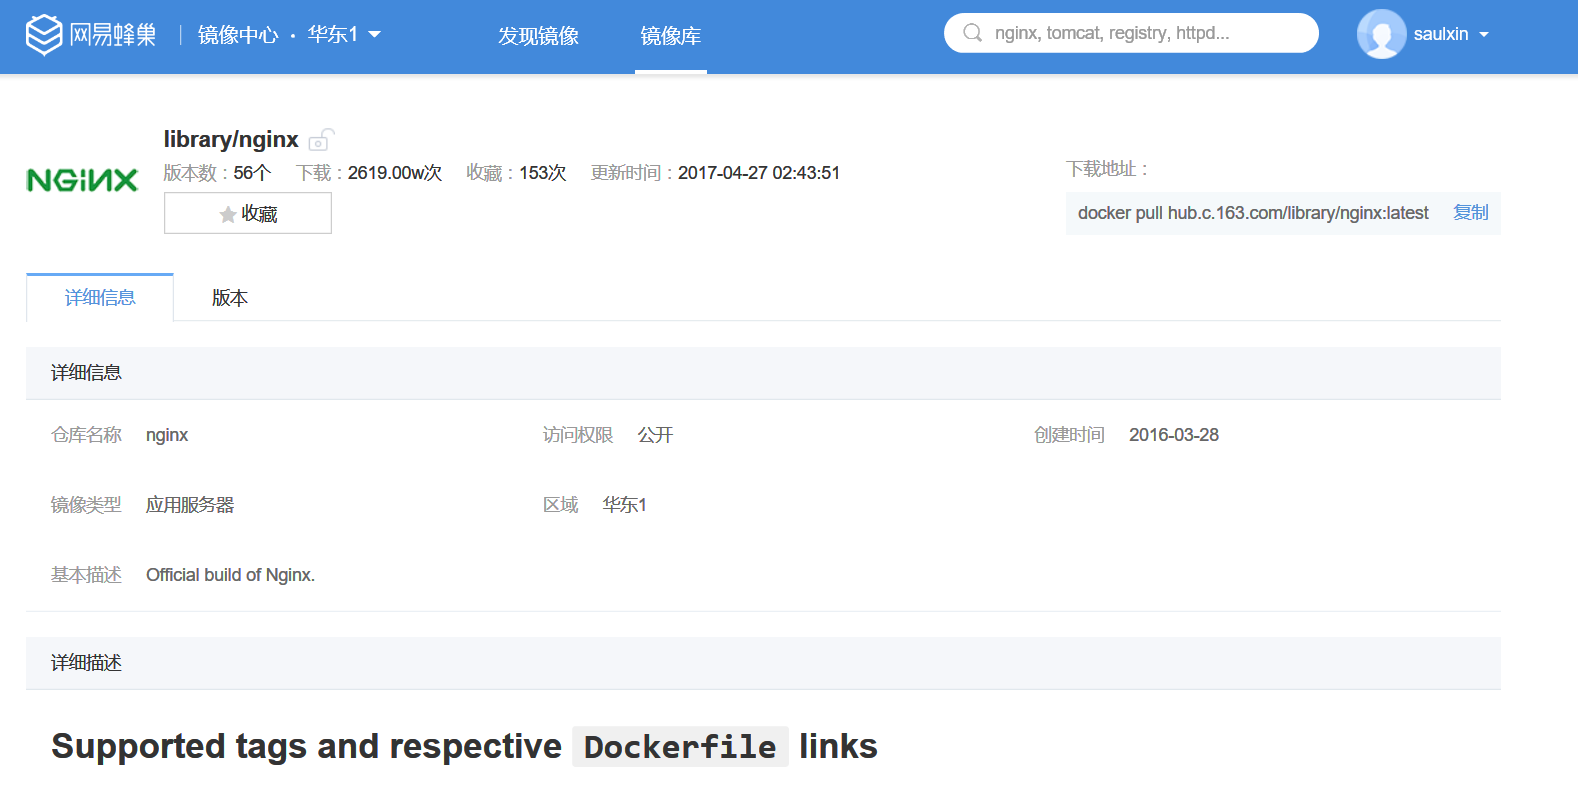 网易蜂巢 镜像中心 · 华东1 发现镜像 镜像库 nginx, tomcat, registry, httpd... saulxin
library/nginx
版本数：56个 下载：2619.00w次 收藏：153次 更新时间：2017-04-27 02:43:51 下载地址：
NGiNX
收藏 docker pull hub.c.163.com/library/nginx:latest 复制
详细信息 版本
详细信息
仓库名称 nginx 访问权限 公开 创建时间 2016-03-28
镜像类型 应用服务器 区域 华东1
基本描述 Official build of Nginx.
详细描述
Supported tags and respective Dockerfile links